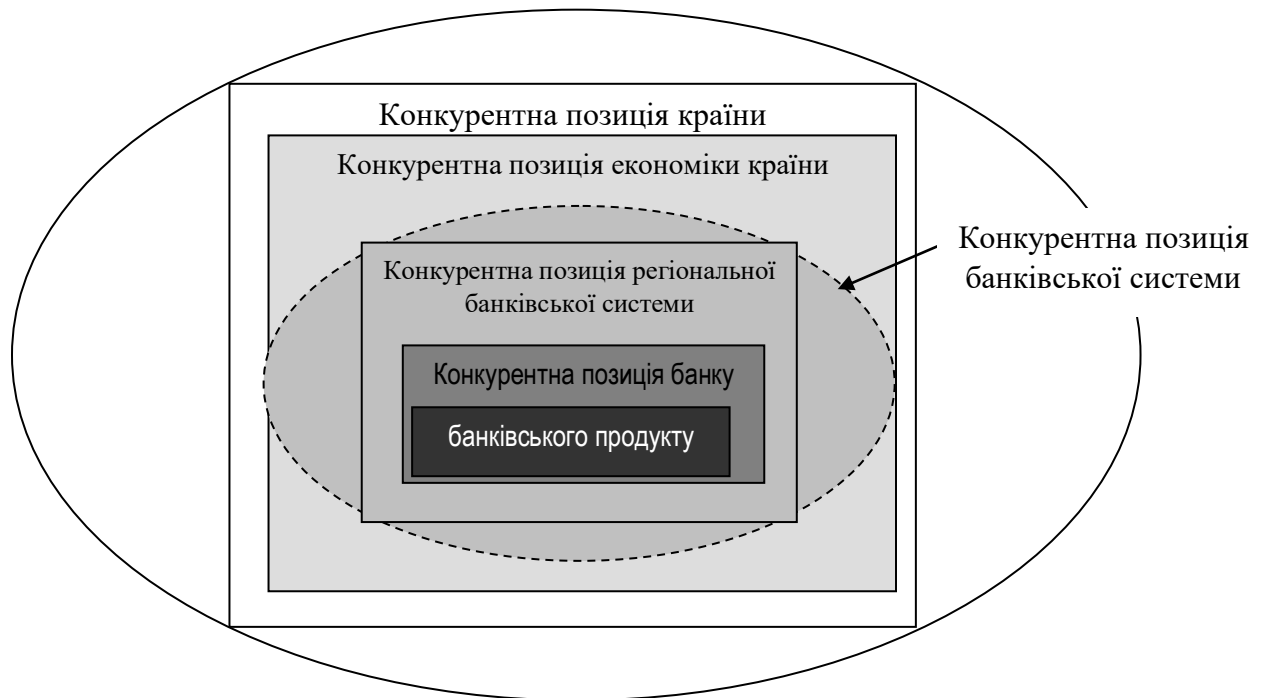 Конкурентна позиція країни
Конкурентна позиція економіки країни
Конкурентна позиція
банківської системи
Конкурентна позиція регіональної
банківської системи
Конкурентна позиція банку
банківського продукту